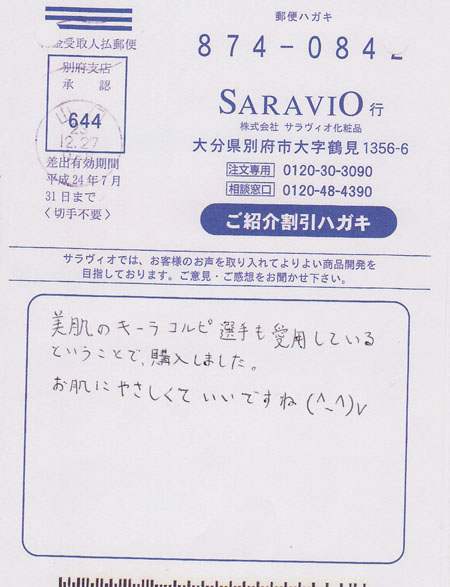 郵便ハガキ
874-0842
金受取人払郵便
別府支店
承認
644
23
12.27
差出有効期間
平成24年7月
31日まで
〈切手不要〉
SARAVIO 行
株式会社 サラヴィオ化粧品
大分県別府市大字鶴見1356-6
注文専用 0120-30-3090
相談窓口 0120-48-4390
ご紹介割引ハガキ
サラヴィオでは、お客様のお声を取り入れてよりよい商品開発を
目指しております。ご意見・ご感想をお聞かせ下さい。
美肌のキーラ コルピ 選手も愛用している
ということで、購入しました。
お肌にやさしくて いいですね (^-^)v